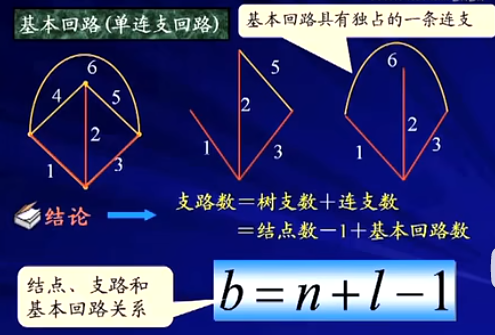 基本回路(单连支回路)
基本回路具有独占的一条连支
6
4
5
2
1
3
5
2
1
3
6
2
1
3
结论
支路数＝树支数＋连支数
＝结点数－1＋基本回路数
结点、支路和
基本回路关系
b = n + l − 1